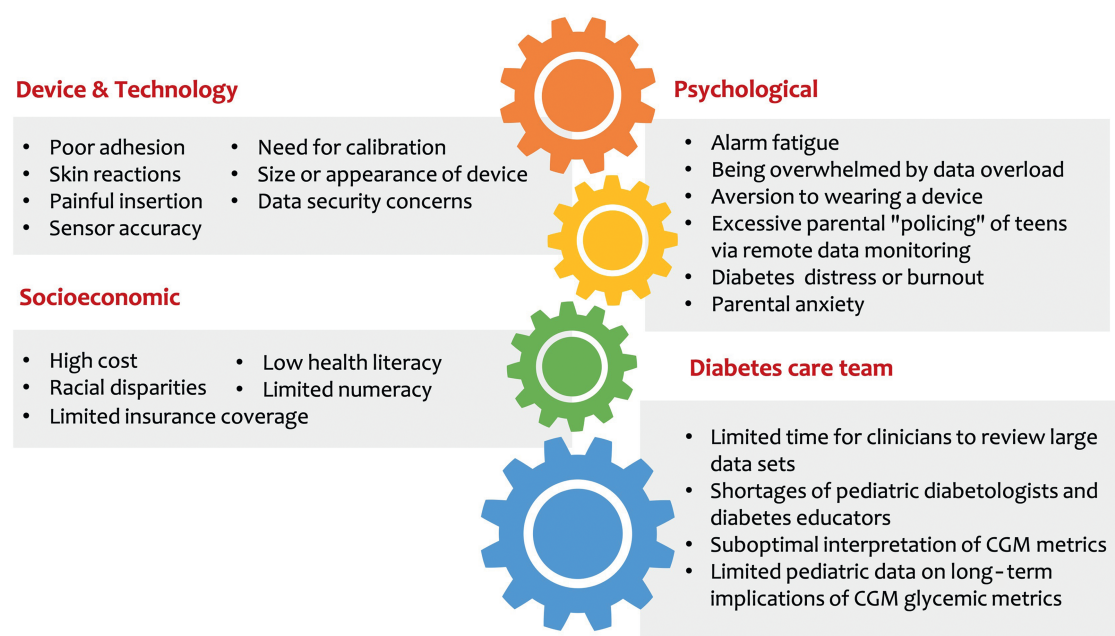 Device & Technology
• Poor adhesion
• Skin reactions
• Painful insertion
• Sensor accuracy
• Need for calibration
• Size or appearance of device
• Data security concerns
Psychological
• Alarm fatigue
• Being overwhelmed by data overload
• Aversion to wearing a device
• Excessive parental "policing" of teens
via remote data monitoring
• Diabetes distress or burnout
• Parental anxiety
Socioeconomic
• High cost
• Racial disparities
• Limited insurance coverage
• Low health literacy
• Limited numeracy
Diabetes care team
• Limited time for clinicians to review large
data sets
• Shortages of pediatric diabetologists and
diabetes educators
• Suboptimal interpretation of CGM metrics
• Limited pediatric data on long-term
implications of CGM glycemic metrics